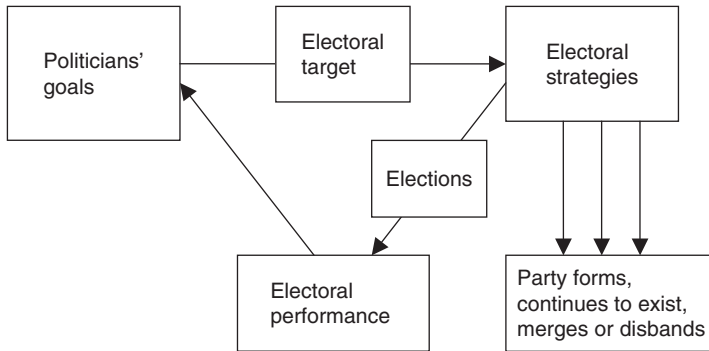 Politicians’
goals
Electoral
target
Electoral
strategies
Elections
Electoral
performance
Party forms,
continues to exist,
merges or disbands